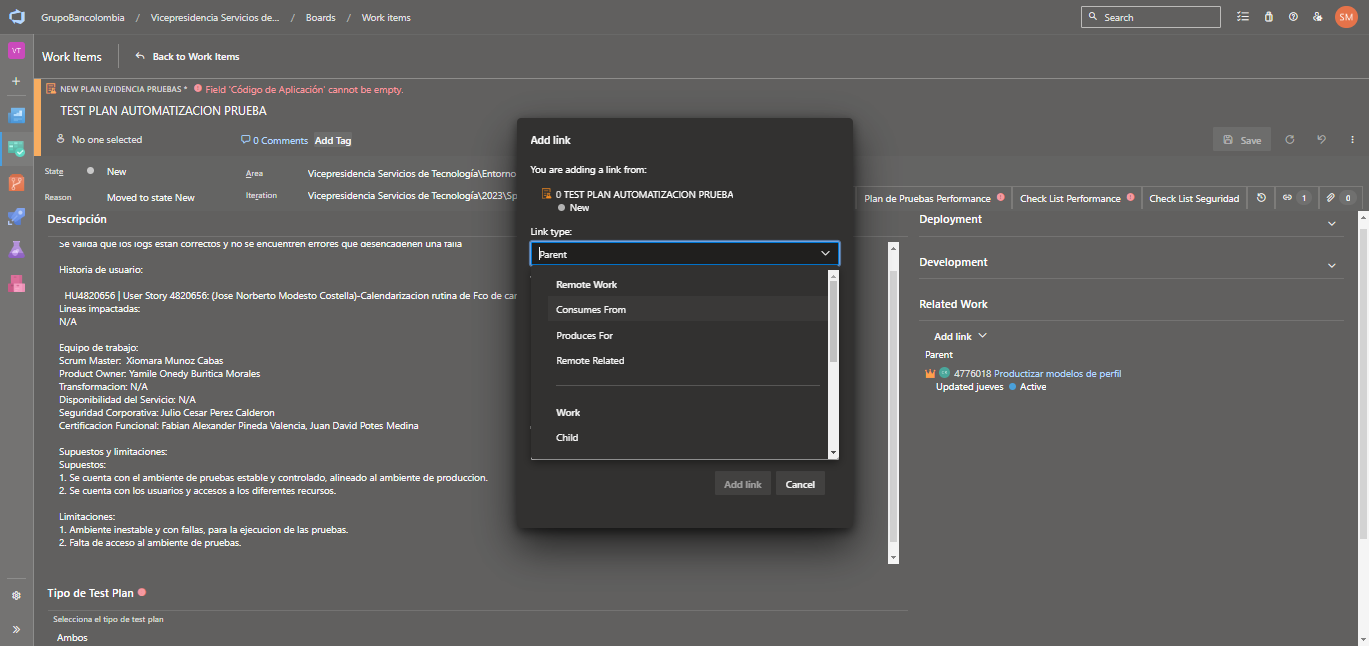 GrupoBancolombia / Vicepresidencia Servicios de... / Boards / Work items
Search
SM
VT
Work Items
Back to Work Items
NEW PLAN EVIDENCIA PRUEBAS * Field 'Código de Aplicación' cannot be empty.
TEST PLAN AUTOMATIZACION PRUEBA
No one selected
0 Comments
Add Tag
Save
State
New
Area
Vicepresidencia Servicios de Tecnología\Entorno
Reason
Moved to state New
Iteration
Vicepresidencia Servicios de Tecnología\2023\Sp
Plan de Pruebas Performance
Check List Performance
Check List Seguridad
1
0
Descripción
Se valida que los logs estan correctos y no se encuentren errores que desencadenen una falla
Historia de usuario:
HU4820656 | User Story 4820656: (Jose Norberto Modesto Costella)-Calendarizacion rutina de Fco de car
Lineas impactadas:
N/A
Equipo de trabajo:
Scrum Master: Xiomara Munoz Cabas
Product Owner: Yamile Onedy Buritica Morales
Transformacion: N/A
Disponibilidad del Servicio: N/A
Seguridad Corporativa: Julio Cesar Perez Calderon
Certificacion Funcional: Fabian Alexander Pineda Valencia, Juan David Potes Medina
Supuestos y limitaciones:
Supuestos:
1. Se cuenta con el ambiente de pruebas estable y controlado, alineado al ambiente de produccion.
2. Se cuenta con los usuarios y accesos a los diferentes recursos.
Limitaciones:
1. Ambiente inestable y con fallas, para la ejecucion de las pruebas.
2. Falta de acceso al ambiente de pruebas.
Tipo de Test Plan
Selecciona el tipo de test plan
Ambos
Add link
You are adding a link from:
0 TEST PLAN AUTOMATIZACION PRUEBA
New
Link type:
Parent
Remote Work
Consumes From
Produces For
Remote Related
Work
Child
Add link
Cancel
Deployment
Development
Related Work
Add link
Parent
4776018 Productizar modelos de perfil
Updated jueves Active